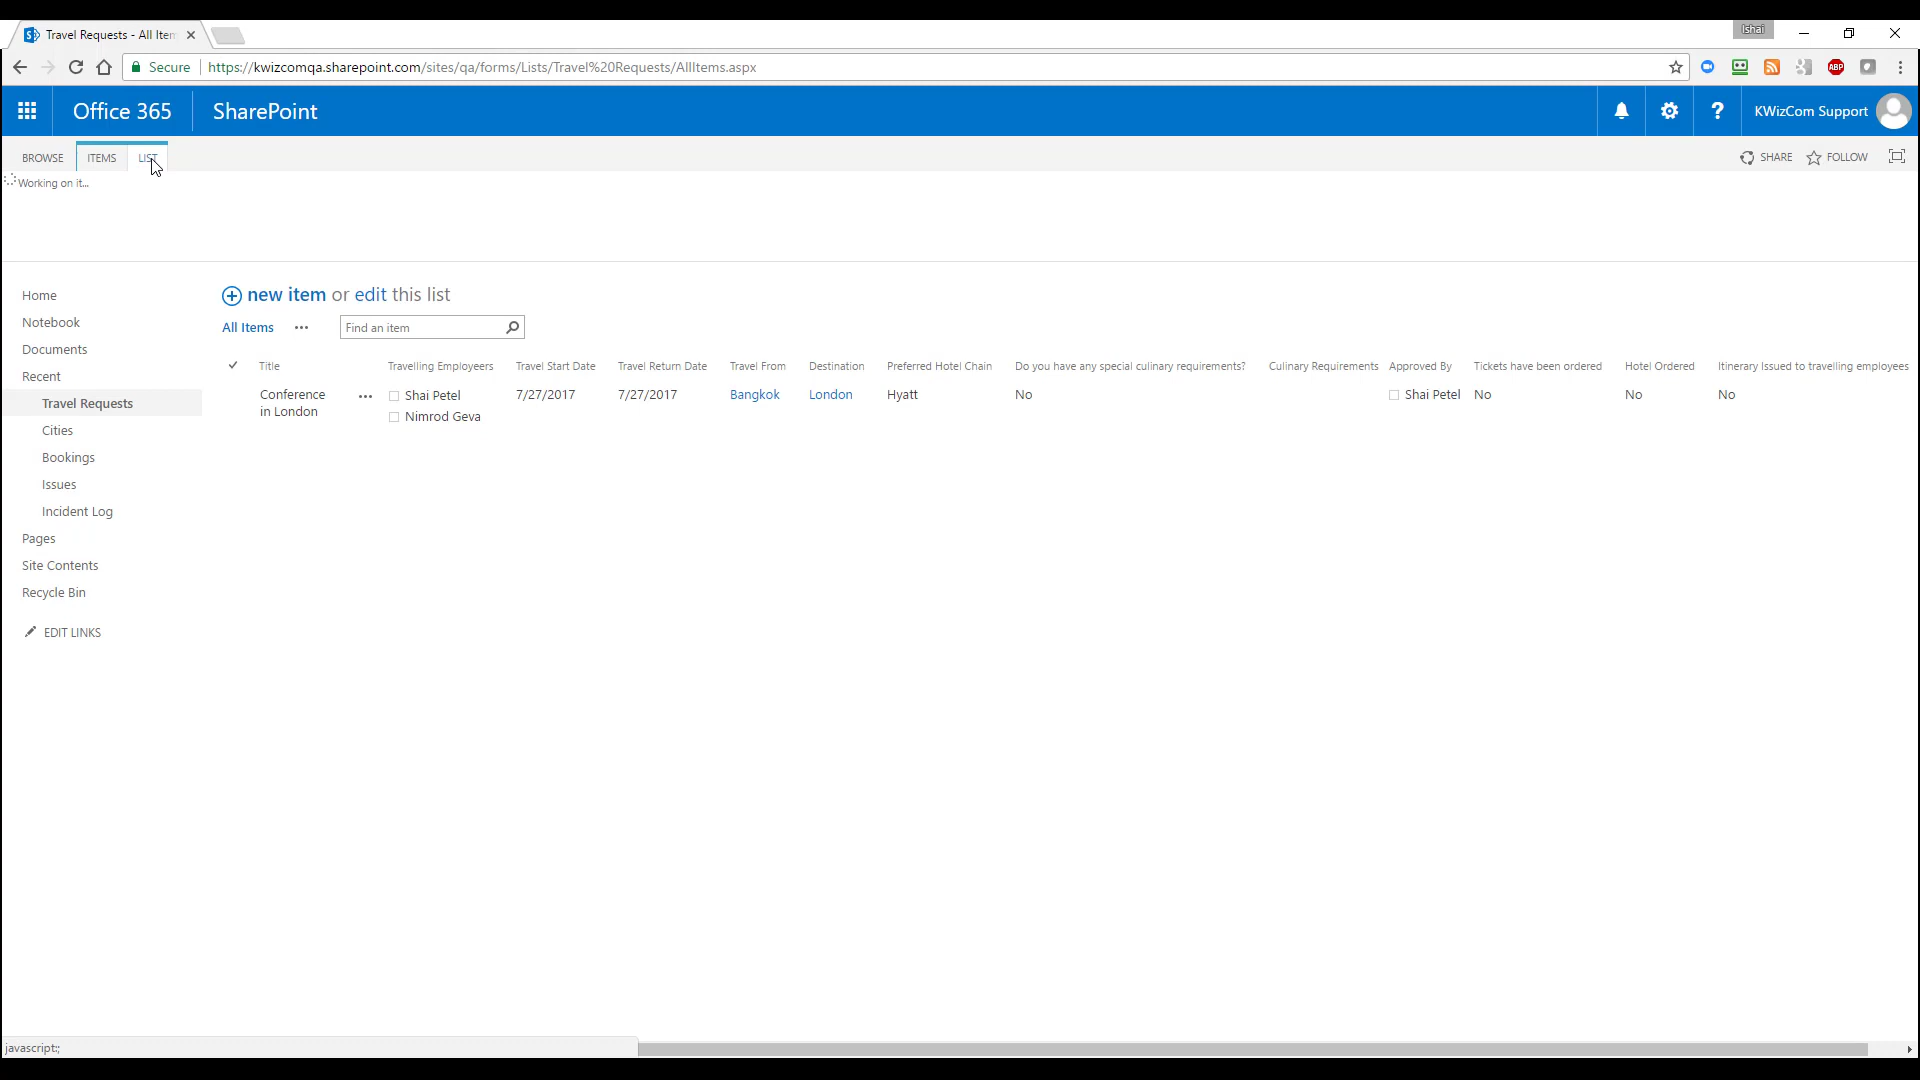 Travel Requests - All Item
Ishai
Secure https://kwizcomqa.sharepoint.com/sites/qa/forms/Lists/Travel%20Requests/AllItems.aspx
ABP
Office 365 SharePoint
KWizCom Support
BROWSE ITEMS LIST
SHARE FOLLOW
Working on it...
Home
Notebook
Documents
Recent
Travel Requests
Cities
Bookings
Issues
Incident Log
Pages
Site Contents
Recycle Bin
EDIT LINKS
new item or edit this list
All Items ... Find an item
Title Travelling Employeers Travel Start Date Travel Return Date Travel From Destination Preferred Hotel Chain Do you have any special culinary requirements? Culinary Requirements Approved By Tickets have been ordered Hotel Ordered Itinerary Issued to travelling employees
Conference ... Shai Petel 7/27/2017 7/27/2017 Bangkok London Hyatt No Shai Petel No No No
in London Nimrod Geva
javascript:;